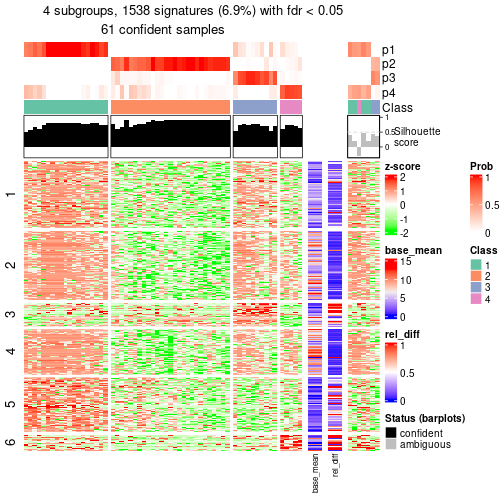 4 subgroups, 1538 signatures (6.9%) with fdr < 0.05
61 confident samples
p1
p2
p3
p4
Class
1
0.5
0
Silhouette
score
1
2
3
4
5
6
base_mean
rel_diff
z-score
2
1
0
-1
-2
Prob
1
0.5
0
base_mean
15
10
5
0
Class
1
2
3
4
rel_diff
1
0.5
0
Status (barplots)
confident
ambiguous